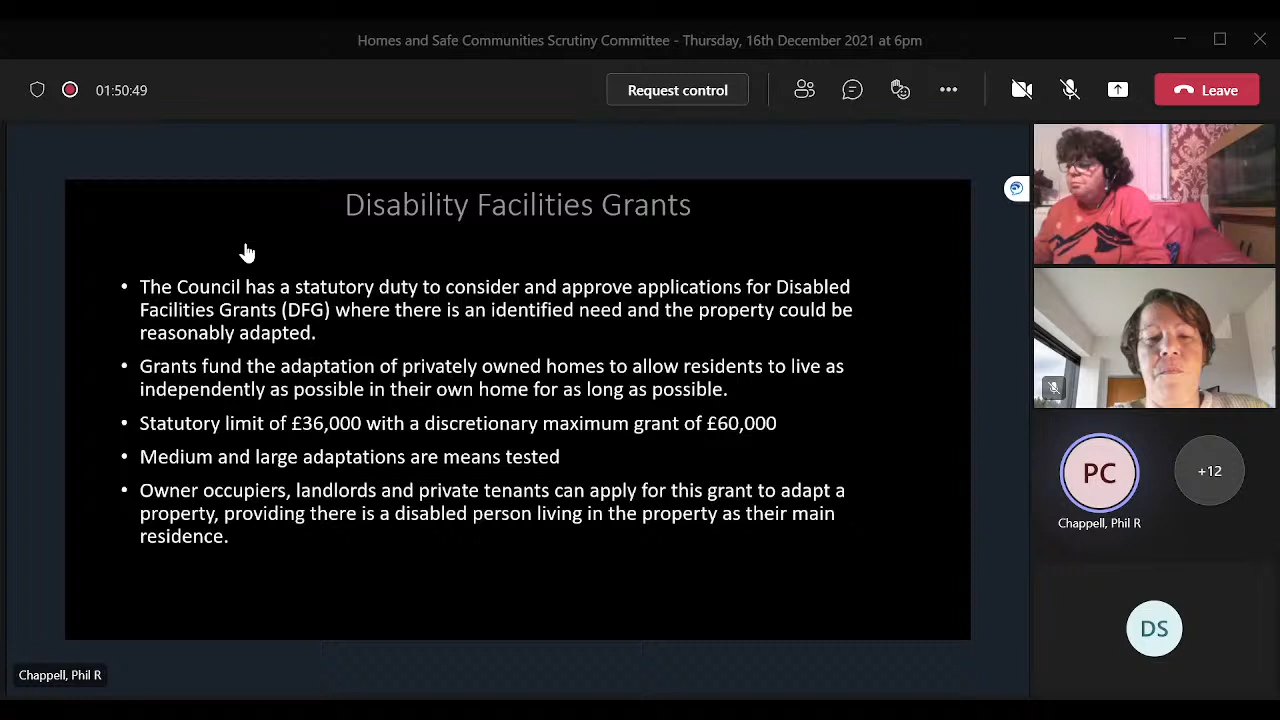 Homes and Safe Communities Scrutiny Committee - Thursday, 16th December 2021 at 6pm
01:50:49
Request control
Leave
Disability Facilities Grants
• The Council has a statutory duty to consider and approve applications for Disabled
Facilities Grants (DFG) where there is an identified need and the property could be
reasonably adapted.
• Grants fund the adaptation of privately owned homes to allow residents to live as
independently as possible in their own home for as long as possible.
• Statutory limit of £36,000 with a discretionary maximum grant of £60,000
• Medium and large adaptations are means tested
• Owner occupiers, landlords and private tenants can apply for this grant to adapt a
property, providing there is a disabled person living in the property as their main
residence.
PC
+12
Chappell, Phil R
DS
Chappell, Phil R